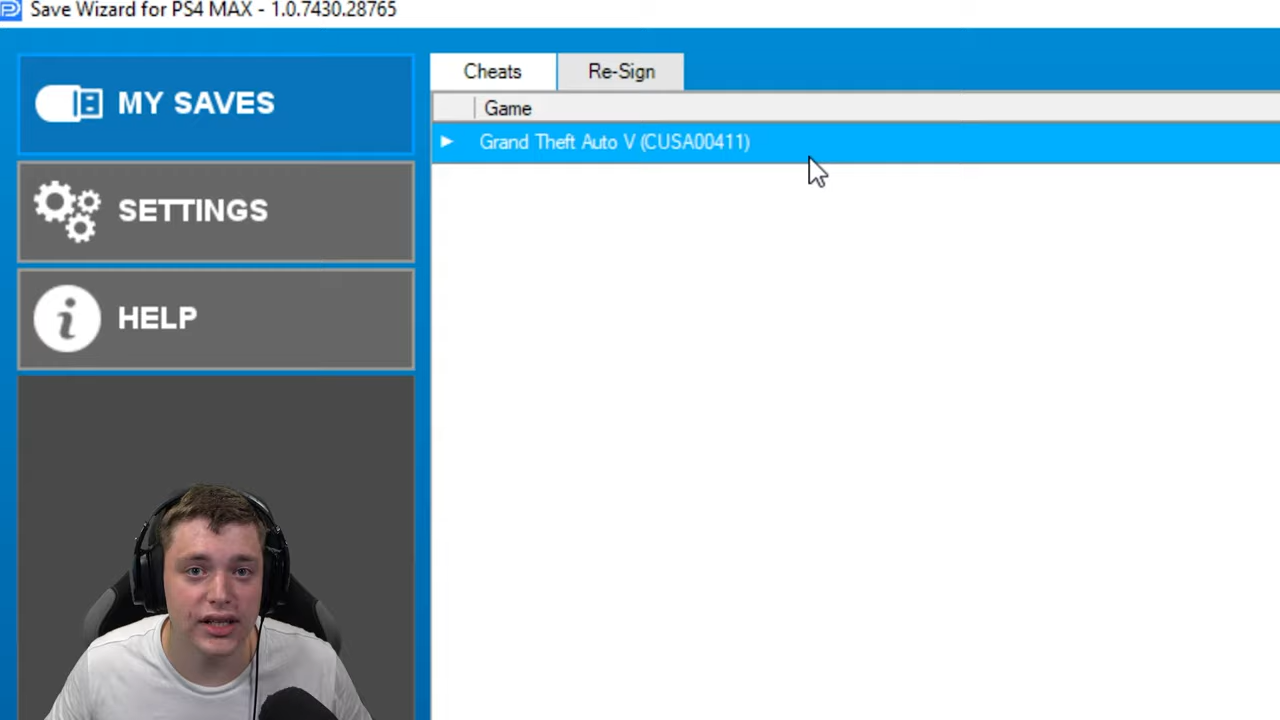 Save Wizard for PS4 MAX - 1.0.7430.28765
MY SAVES
SETTINGS
HELP
Cheats
Re-Sign
Game
Grand Theft Auto V (CUSA00411)